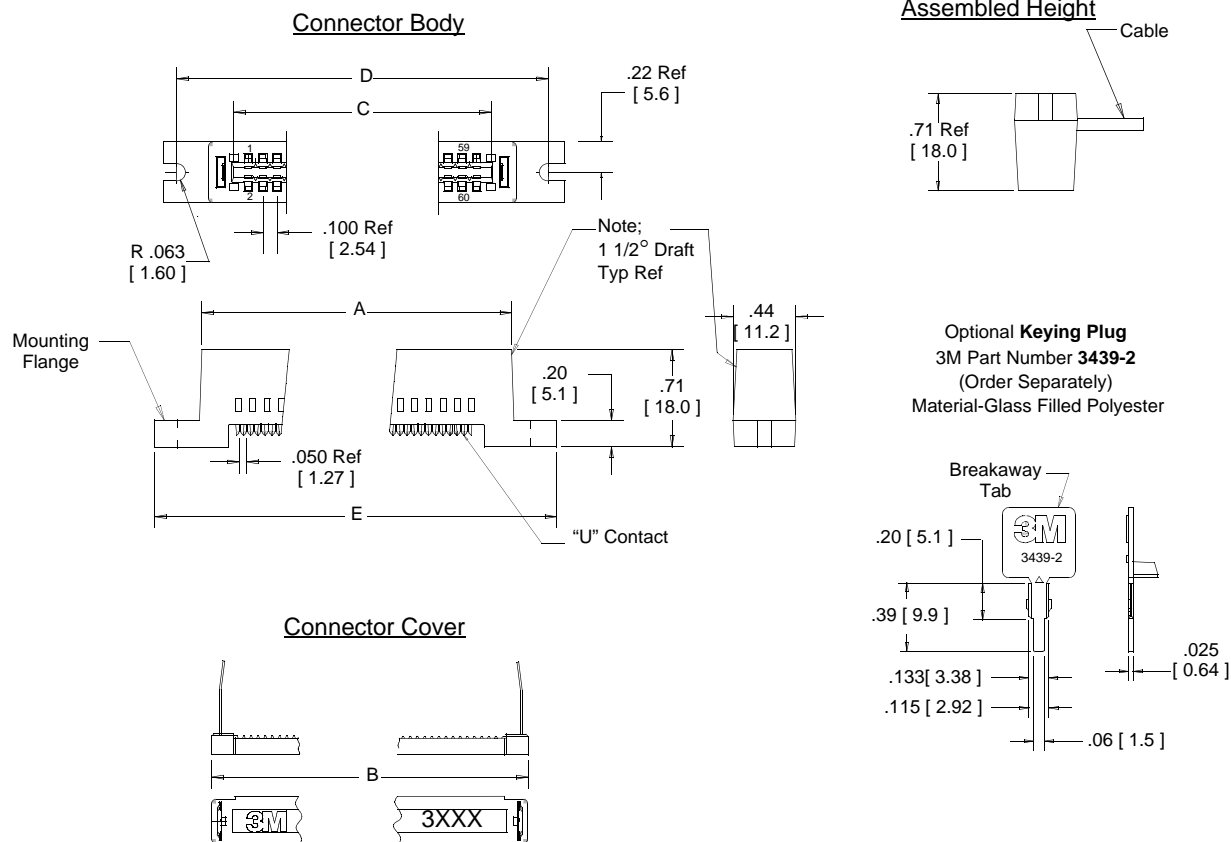 Connector Body
D
C
.22 Ref
[ 5.6 ]
1
59
2
60
.100 Ref
[ 2.54 ]
R .063
[ 1.60 ]
Note;
1 1/2° Draft
Typ Ref
A
.44
[ 11.2 ]
Mounting
Flange
.20
[ 5.1 ]
.71
[ 18.0 ]
.050 Ref
[ 1.27 ]
E
“U” Contact
Connector Cover
B
3M
3XXX
Assembled Height
Cable
.71 Ref
[ 18.0 ]
Optional Keying Plug
3M Part Number 3439-2
(Order Separately)
Material-Glass Filled Polyester
Breakaway
Tab
3M
3439-2
.20 [ 5.1 ]
.39 [ 9.9 ]
.025
[ 0.64 ]
.133[ 3.38 ]
.115 [ 2.92 ]
.06 [ 1.5 ]